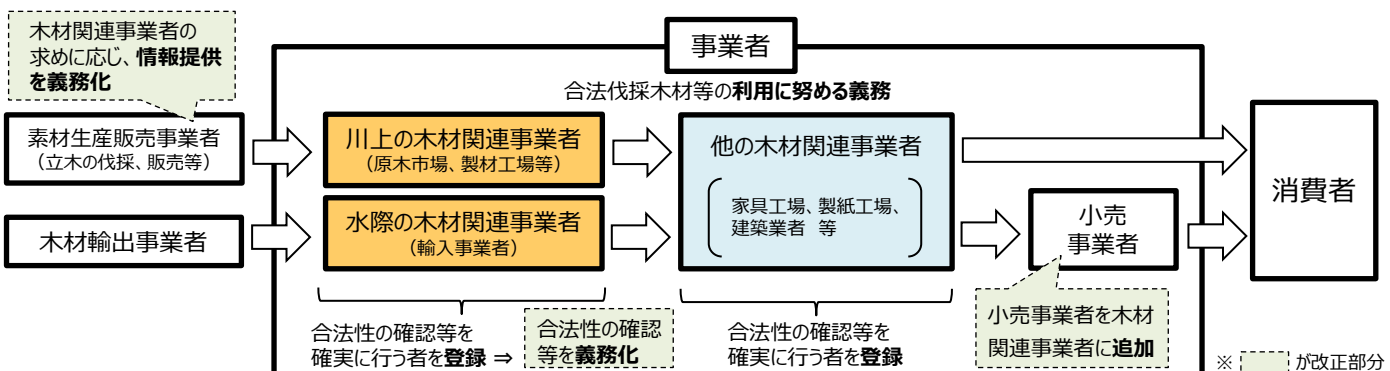 木材関連事業者の
求めに応じ、情報提供
を義務化
事業者
合法伐採木材等の利用に努める義務
素材生産販売事業者
（立木の伐採、販売等）
川上の木材関連事業者
（原木市場、製材工場等）
他の木材関連事業者
家具工場、製紙工場、
建築業者　等
消費者
木材輸出事業者
水際の木材関連事業者
（輸入事業者）
小売
事業者
合法性の確認等を
確実に行う者を登録 ⇒
合法性の確認
等を義務化
合法性の確認等を
確実に行う者を登録
小売事業者を木材
関連事業者に追加
※ が改正部分